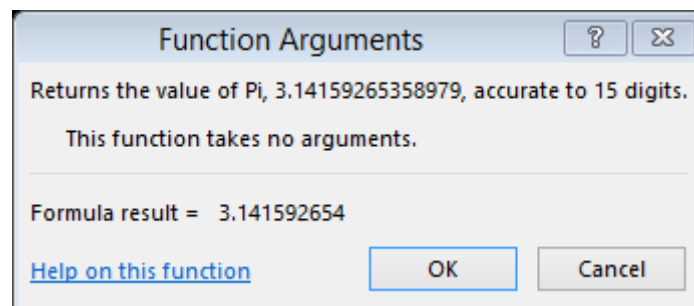 Function Arguments
?
Returns the value of Pi, 3.14159265358979, accurate to 15 digits.
This function takes no arguments.
Formula result = 3.141592654
Help on this function
OK
Cancel